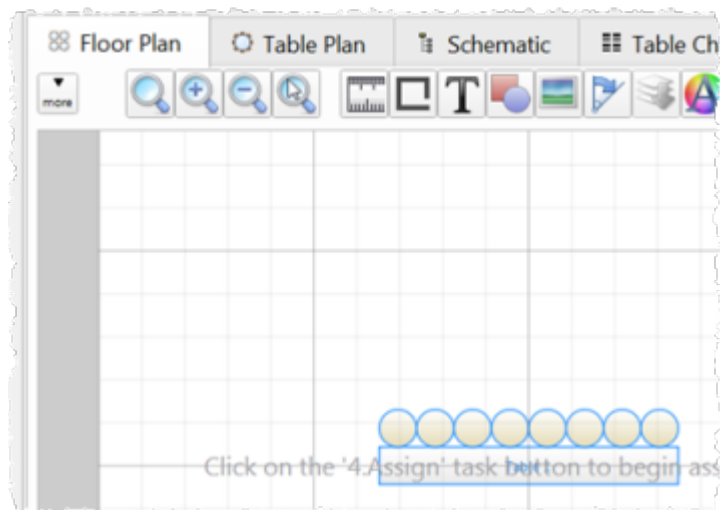 Floor Plan
Table Plan
Schematic
Table Ch
more
T
A
Click on the '4.Assign' task button to begin ass